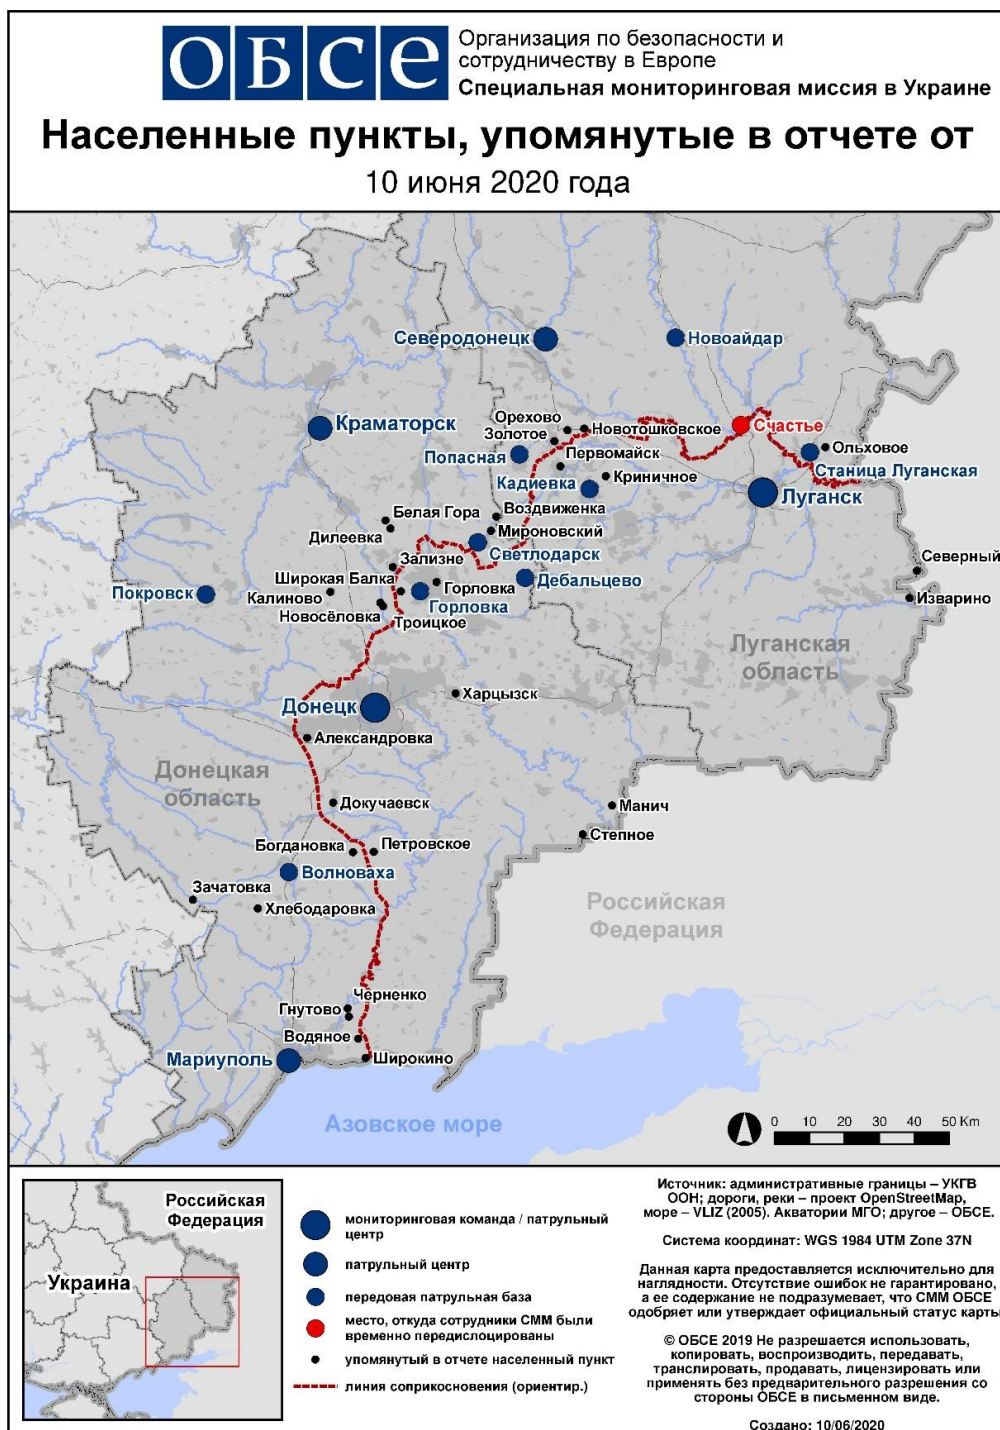 ОБСЕ
Организация по безопасности и
сотрудничеству в Европе
Специальная мониторинговая миссия в Украине
Населенные пункты, упомянутые в отчете от
10 июня 2020 года
Северодонецк
Новоайдар
Краматорск
Орехово
Золотое
Новотошковское
Счастье
Попасная
Первомайск
Ольховое
Станица Луганская
Кадиевка
Криничное
Луганск
Белая Гора
Воздвиженка
Дилеевка
Мироновский
Светлодарск
Зализне
Северный
Широкая Балка
Горловка
Дебальцево
Покровск
Калиново
Горловка
Изварино
Новосёловка
Троицкое
Луганская
область
Харцызск
Донецк
Александровка
Донецкая
область
Докучаевск
Манич
Степное
Богдановка
Петровское
Волноваха
Зачатовка
Хлебодаровка
Российская
Федерация
Черненко
Гнутово
Водяное
Широкино
Мариуполь
Азовское море
0 10 20 30 40 50 Km
Российская
Федерация
Украина
мониторинговая команда / патрульный
центр
патрульный центр
передовая патрульная база
место, откуда сотрудники СММ были
временно передислоцированы
упомянутый в отчете населенный пункт
линия соприкосновения (ориентир.)
Источник: административные границы – УКГВ
ООН; дороги, реки – проект OpenStreetMap,
море – VLIZ (2005). Акватории МГО; другое – ОБСЕ.
Система координат: WGS 1984 UTM Zone 37N
Данная карта предоставляется исключительно для
наглядности. Отсутствие ошибок не гарантировано,
а ее содержание не подразумевает, что СММ ОБСЕ
одобряет или утверждает официальный статус карты
© ОБСЕ 2019 Не разрешается использовать,
копировать, воспроизводить, передавать,
транслировать, продавать, лицензировать или
применять без предварительного разрешения со
стороны ОБСЕ в письменном виде.
Создано: 10/06/2020